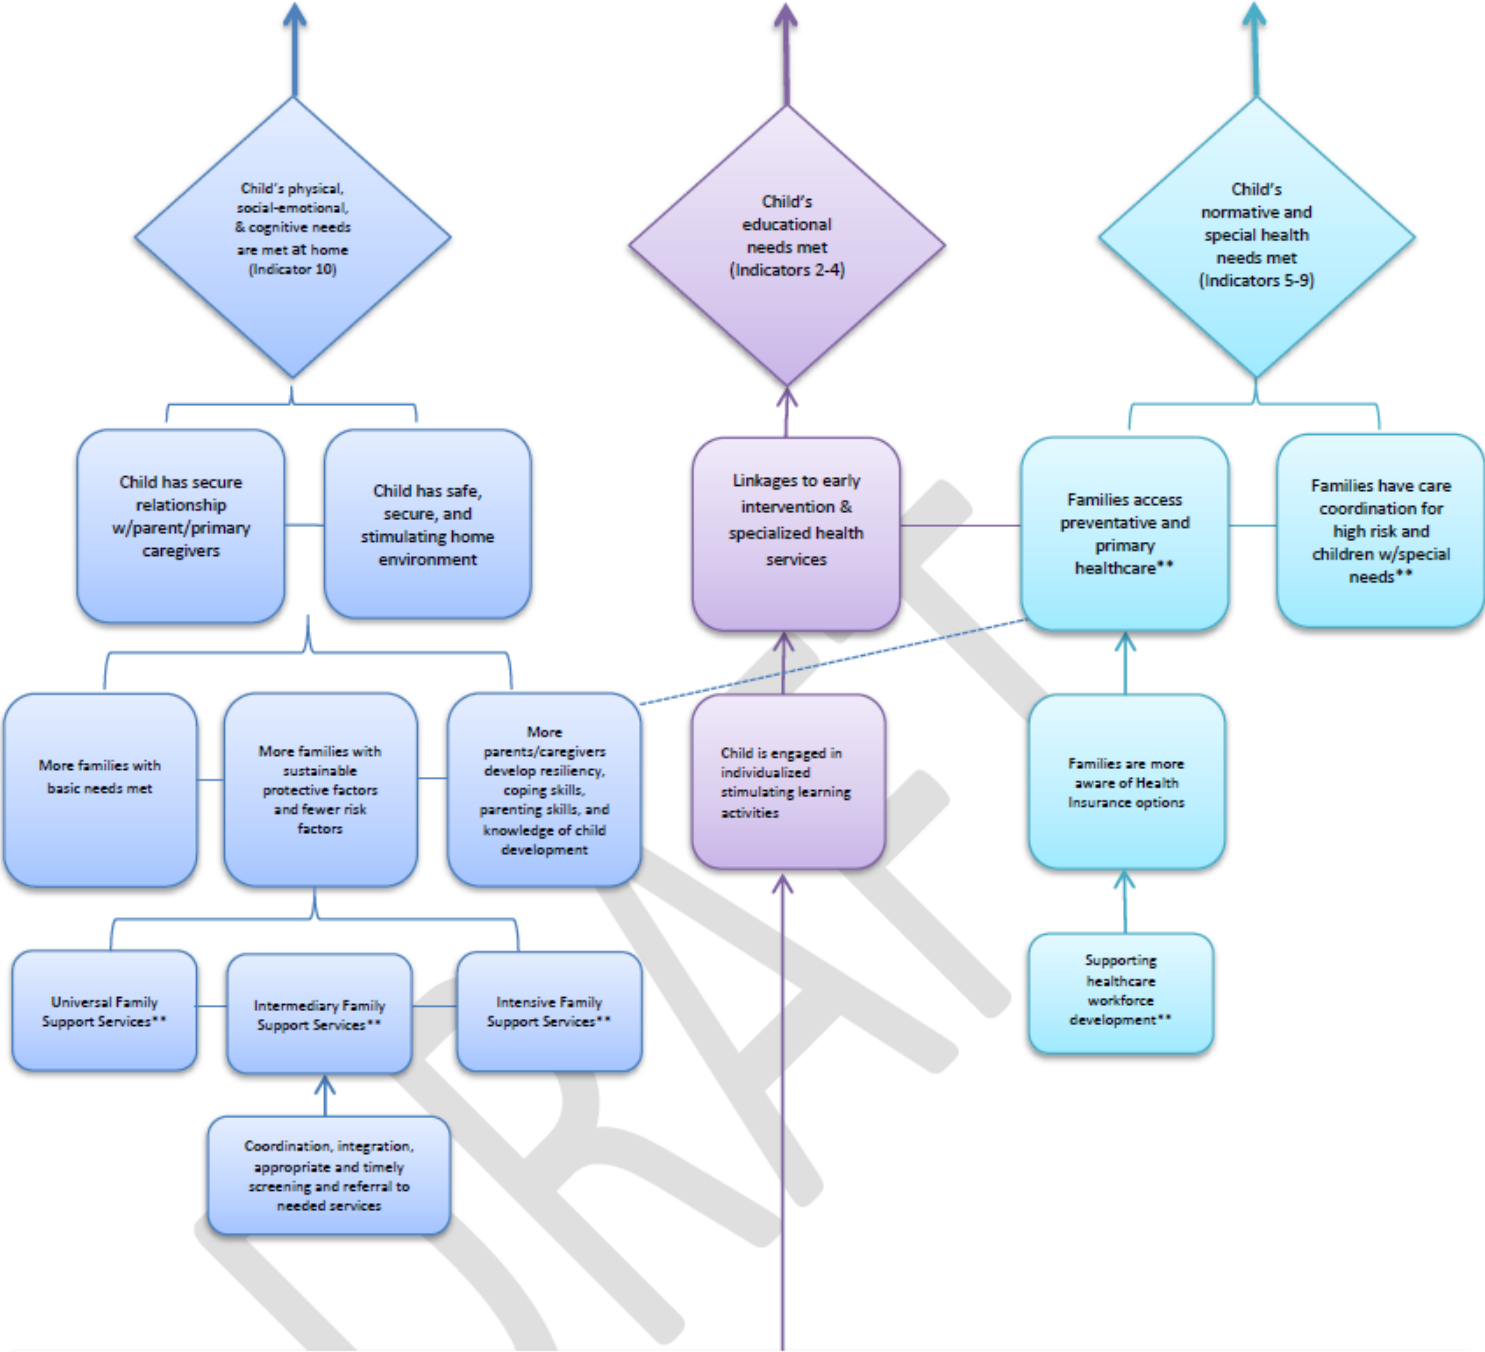 Child's physical,
social-emotional,
& cognitive needs
are met at home
(Indicator 10)
Child's
educational
needs met
(Indicators 2-4)
Child's
normative and
special health
needs met
(Indicators 5-9)
Child has secure
relationship
w/parent/primary
caregivers
Child has safe,
secure, and
stimulating home
environment
Linkages to early
intervention &
specialized health
services
Families access
preventative and
primary
healthcare**
Families have care
coordination for
high risk and
children w/special
needs**
More families with
basic needs met
More families with
sustainable
protective factors
and fewer risk
factors
More
parents/caregivers
develop resiliency,
coping skills,
parenting skills, and
knowledge of child
development
Child is engaged in
individualized
stimulating learning
activities
Families are more
aware of Health
Insurance options
Universal Family
Support Services**
Intermediary Family
Support Services**
Intensive Family
Support Services**
Supporting
healthcare
workforce
development**
Coordination, integration,
appropriate and timely
screening and referral to
needed services
DRAFT